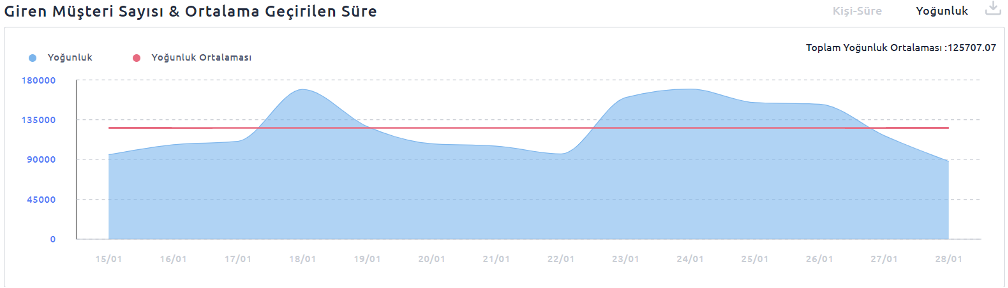 Giren Müşteri Sayısı & Ortalama Geçirilen Süre
Kişi-Süre Yoğunluk
Toplam Yoğunluk Ortalaması :125707.07
Yoğunluk Yoğunluk Ortalaması
180000
135000
90000
45000
0
15/01 16/01 17/01 18/01 19/01 20/01 21/01 22/01 23/01 24/01 25/01 26/01 27/01 28/01